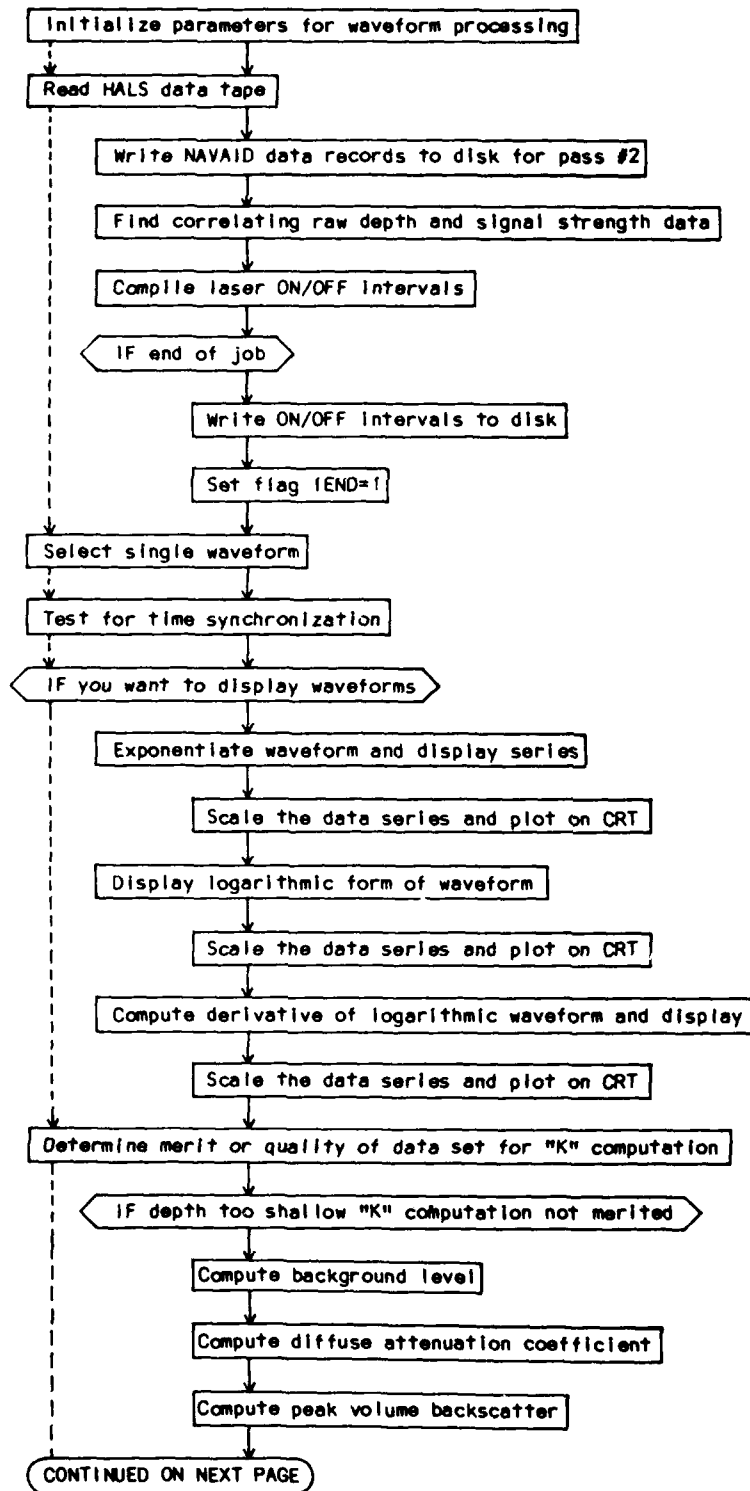 Initialize parameters for waveform processing
Read HALS data tape
Write NAVAID data records to disk for pass #2
Find correlating raw depth and signal strength data
Compile laser ON/OFF intervals
IF end of job
Write ON/OFF intervals to disk
Set flag IEND=1
Select single waveform
Test for time synchronization
IF you want to display waveforms
Exponentiate waveform and display series
Scale the data series and plot on CRT
Display logarithmic form of waveform
Scale the data series and plot on CRT
Compute derivative of logarithmic waveform and display
Scale the data series and plot on CRT
Determine merit or quality of data set for "K" computation
IF depth too shallow "K" computation not merited
Compute background level
Compute diffuse attenuation coefficient
Compute peak volume backscatter
CONTINUED ON NEXT PAGE